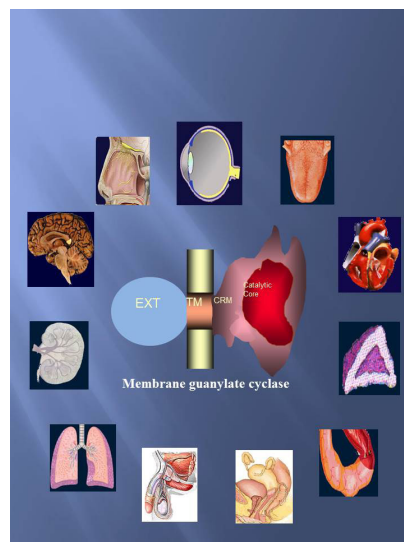 EXT
TM
CRM
Catalytic
Core
Membrane guanylate cyclase